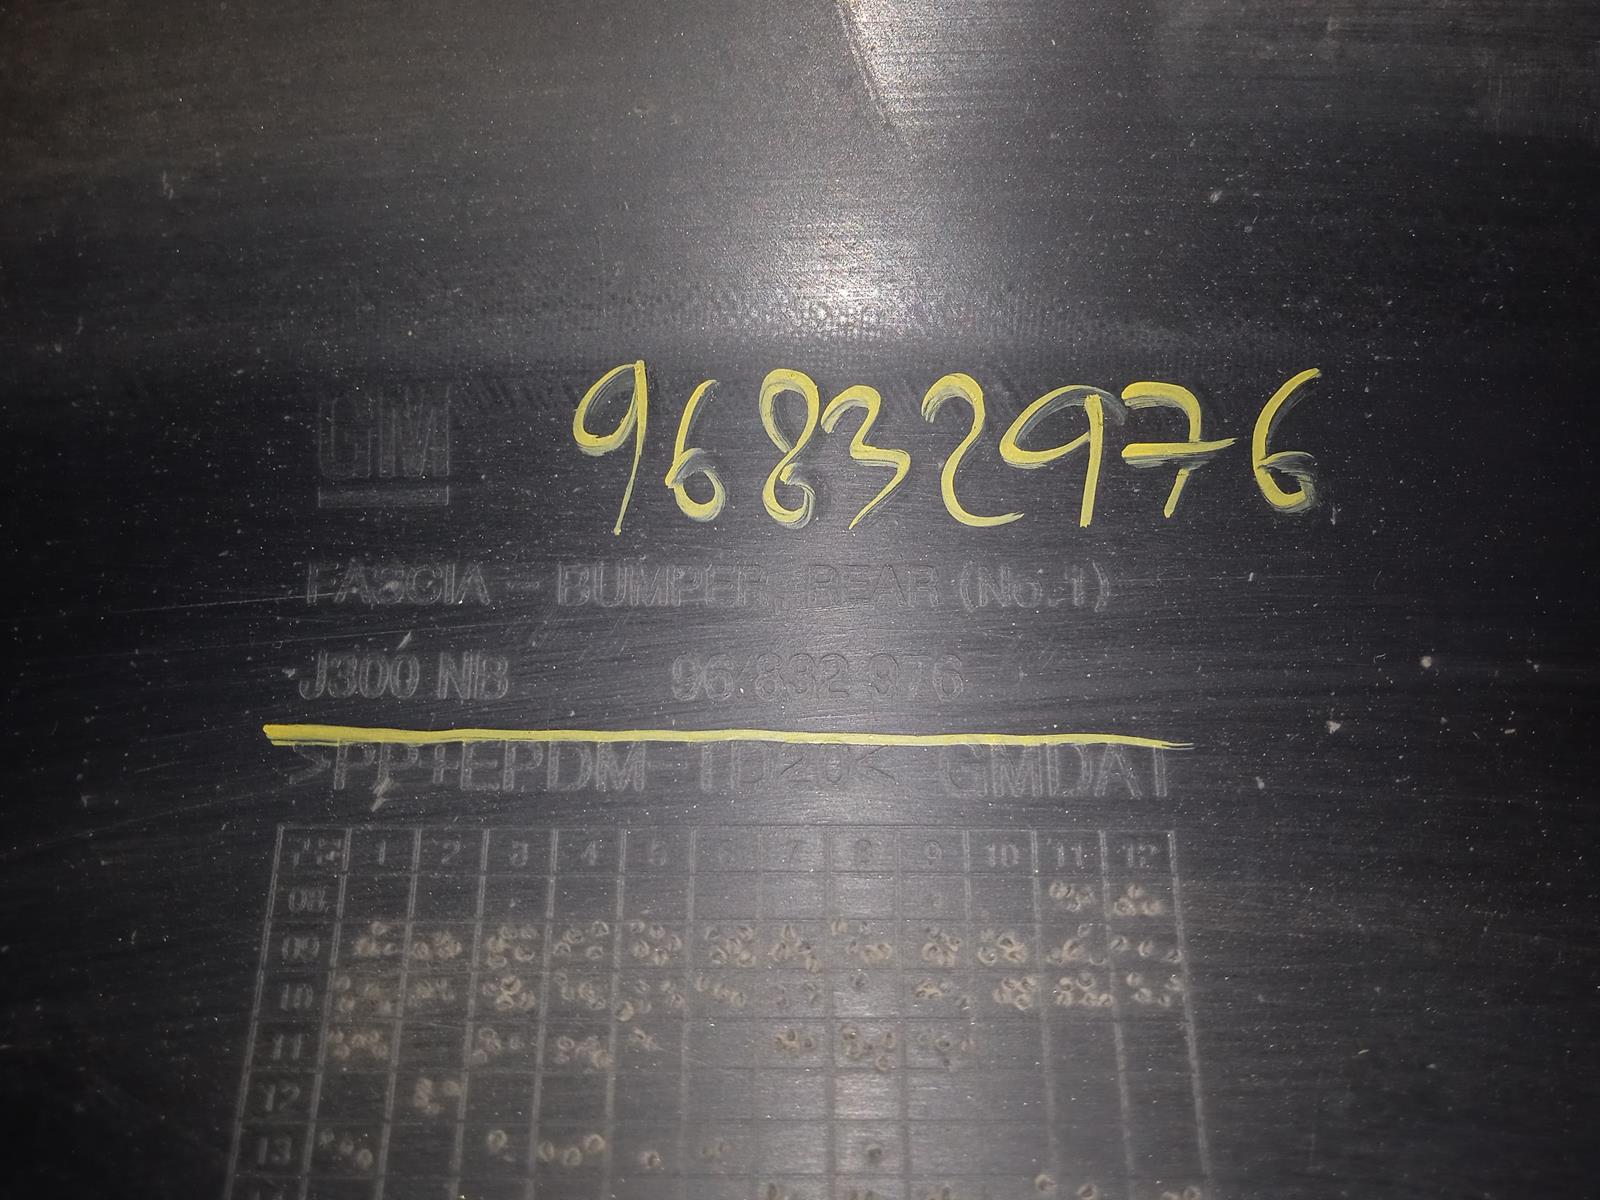 96832976
GM
FASCIA - BUMPER, REAR (No.1)
J300 NB 96 832 976
>PP+EPDM-TD20< GMDAT
1 2 3 4 5 6 7 8 9 10 11 12
08
09
10
11
12
13